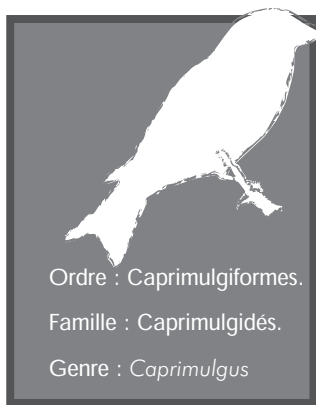 Ordre : Caprimulgiformes.
Famille : Caprimulgidés.
Genre : Caprimulgus